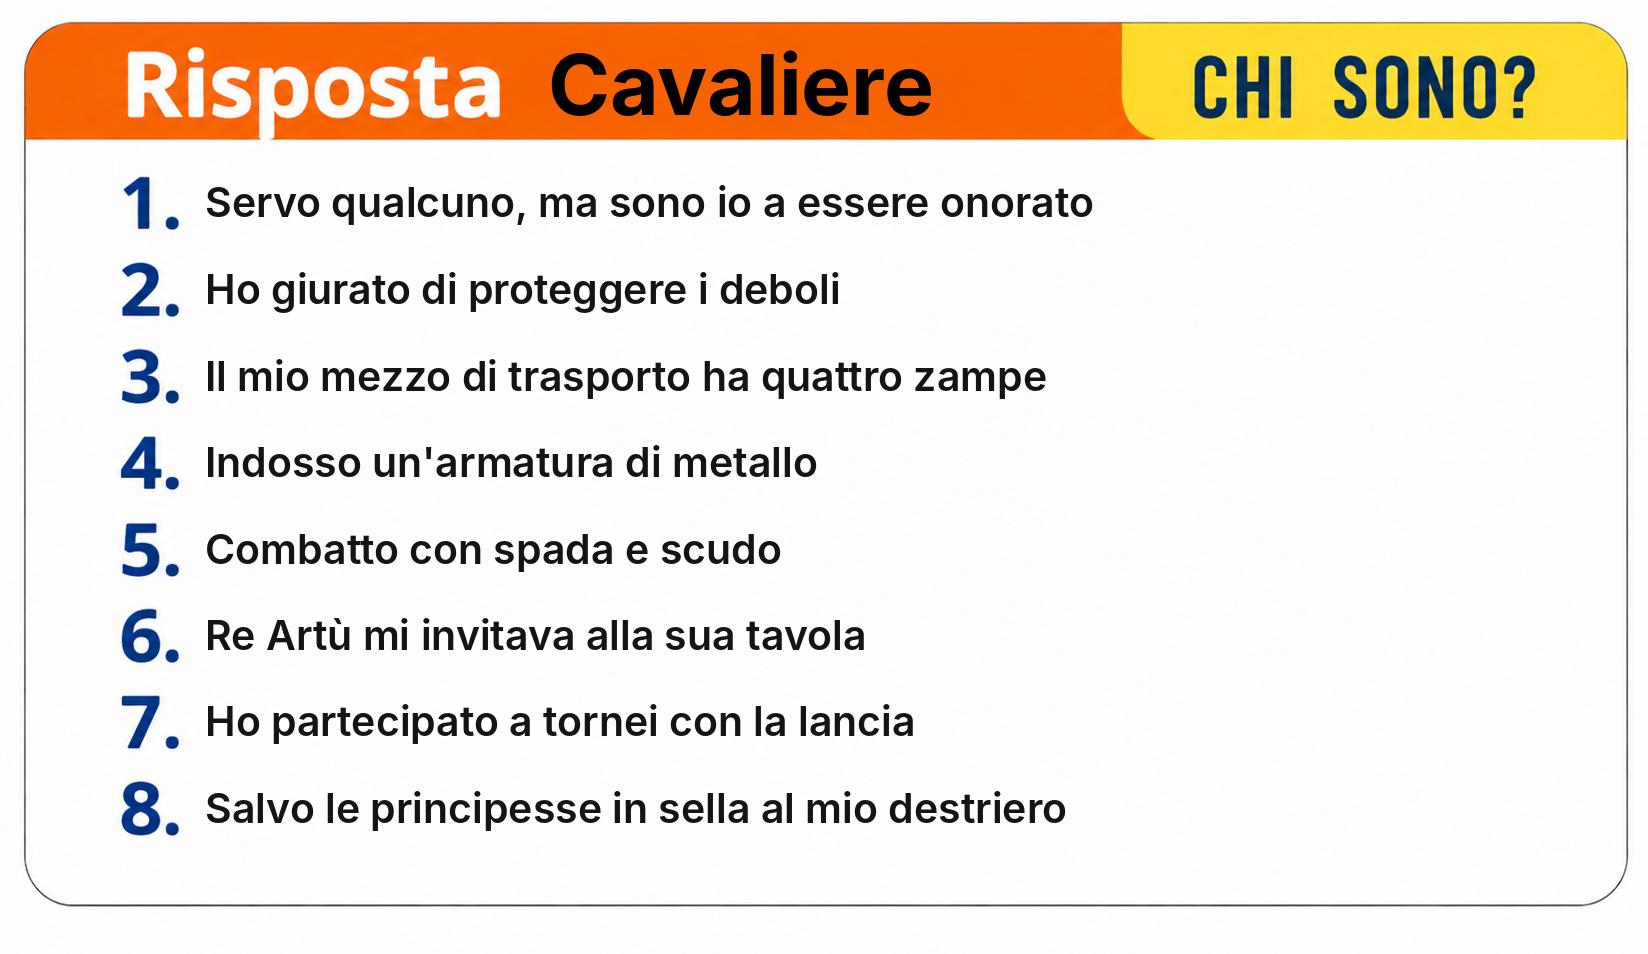 Risposta Cavaliere CHI SONO?
1. Servo qualcuno, ma sono io a essere onorato
2. Ho giurato di proteggere i deboli
3. Il mio mezzo di trasporto ha quattro zampe
4. Indosso un'armatura di metallo
5. Combatto con spada e scudo
6. Re Artù mi invitava alla sua tavola
7. Ho partecipato a tornei con la lancia
8. Salvo le principesse in sella al mio destriero